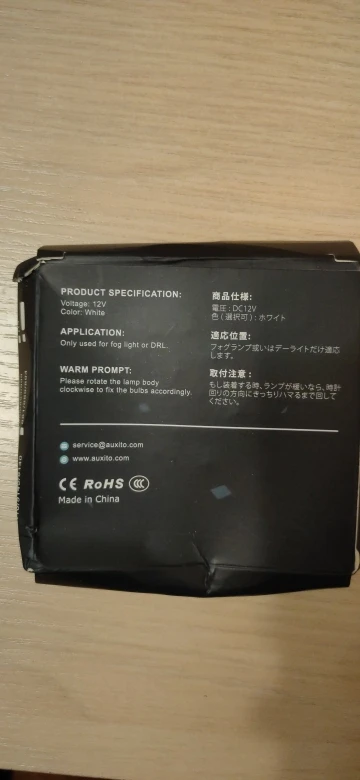 PRODUCT SPECIFICATION:
Voltage: 12V
Color: White
APPLICATION:
Only used for fog light or DRL.
WARM PROMPT:
Please rotate the lamp body
clockwise to fix the bulbs accordingly.
商品仕様:
電圧 : DC12V
色 ( 選択可 ) : ホワイト
適応位置:
フォグランプ或いはデーライトだけ適応
します。
取付注意 :
もし装着する時、ランプが緩いなら、時計
回りの方向にきっちりハマるまで回して
ください。
service@auxito.com
www.auxito.com
CE RoHS CCC
Made in China